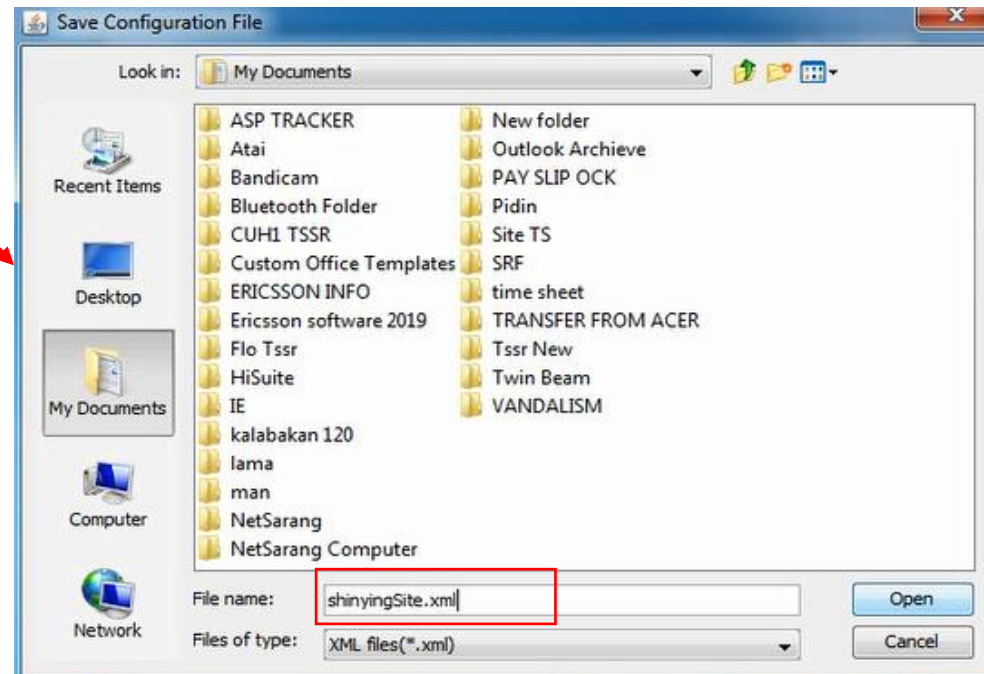 Save Configuration File
Look in: My Documents
ASP TRACKER
Atai
Bandicam
Bluetooth Folder
CUH1 TSSR
Custom Office Templates
ERICSSON INFO
Ericsson software 2019
Flo Tssr
HiSuite
IE
kalabakan 120
lama
man
NetSarang
NetSarang Computer
New folder
Outlook Archieve
PAY SLIP OCK
Pidin
Site TS
SRF
time sheet
TRANSFER FROM ACER
Tssr New
Twin Beam
VANDALISM
Recent Items
Desktop
My Documents
Computer
Network
File name: shinyingSite.xml
Open
Files of type: XML files(*.xml)
Cancel